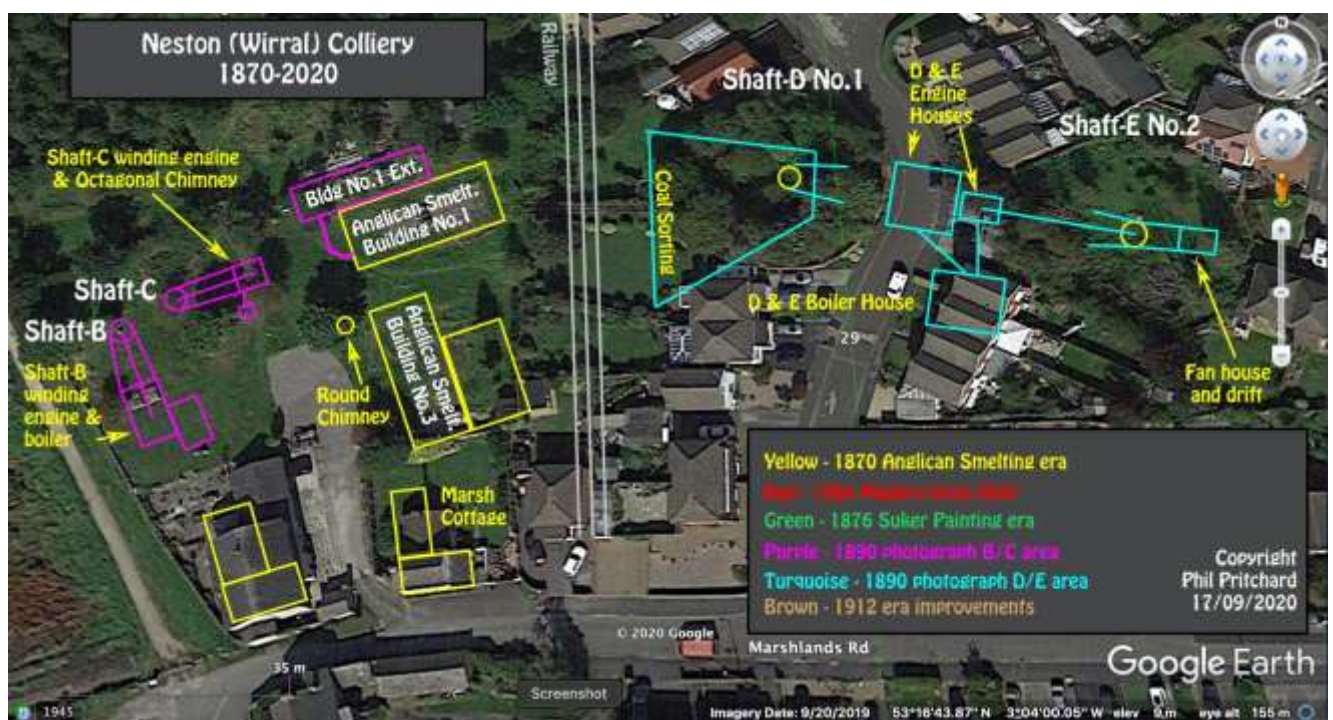 Neston (Wirral) Colliery
1870-2020
Railway
Shaft-D No.1
D & E
Engine
Houses
Shaft-E No.2
N
Shaft-C winding engine
& Octagonal Chimney
Bldg No.1 Ext.
Anglican Smelt.
Building No.1
Coal Sorting
Shaft-C
Shaft-B
Shaft-B
winding
engine &
boiler
Round
Chimney
Anglican Smelt.
Building No.3
D & E Boiler House
29
Fan house
and drift
Marsh
Cottage
Yellow - 1870 Anglican Smelting era
Green - 1876 Suker Painting era
Purple - 1890 photograph B/C area
Turquoise - 1890 photograph D/E area
Brown - 1912 era improvements
Copyright
Phil Pritchard
17/09/2020
© 2020 Google
Marshlands Rd
Google Earth
35 m
Screenshot
1945
Imagery Date: 9/20/2019 53°16'43.87" N 3°04'00.05" W elev 9 m eye alt 155 m